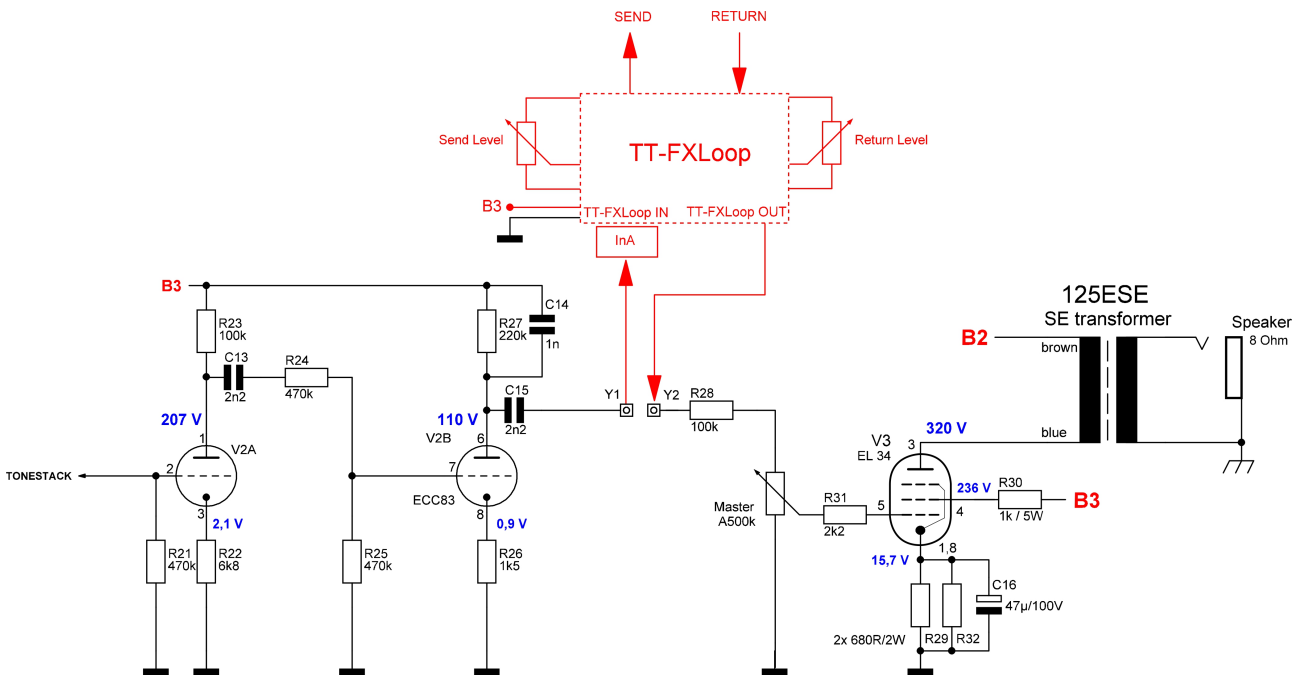 SEND
RETURN
Send Level
TT-FXLoop
Return Level
B3
TT-FXLoop IN
TT-FXLoop OUT
InA
B3
R23
100k
C13
2n2
R24
470k
207 V
1
V2A
TONESTACK
2
3
2,1 V
R21
470k
R22
6k8
R25
470k
R27
220k
C14
1n
C15
2n2
110 V
6
V2B
7
ECC83
8
0,9 V
R26
1k5
Y1
Y2
R28
100k
Master
A500k
R31
2k2
125ESE
SE transformer
B2
brown
blue
Speaker
8 Ohm
320 V
V3
EL 34
3
5
4
236 V
R30
1k / 5W
B3
15,7 V
1,8
C16
47µ/100V
2x 680R/2W
R29
R32